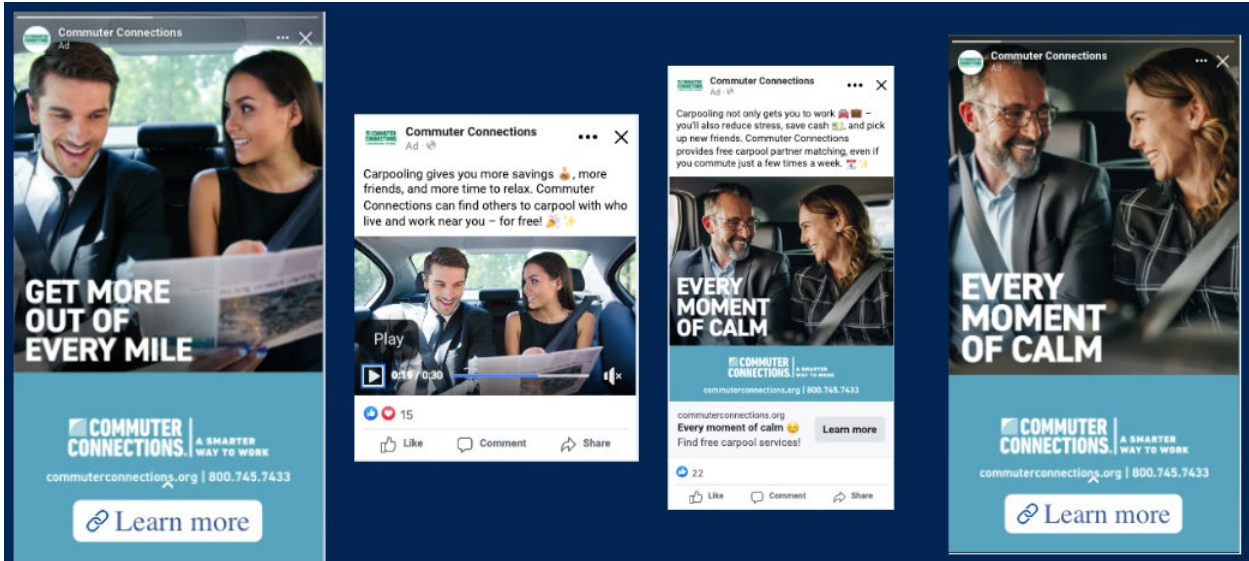 Commuter Connections
Ad
GET MORE
OUT OF
EVERY MILE
COMMUTER
CONNECTIONS.
A SMARTER
WAY TO WORK
commuterconnections.org | 800.745.7433
Learn more
COMMUTER
CONNECTIONS
Commuter Connections
Ad
Carpooling gives you more savings 💰, more
friends, and more time to relax. Commuter
Connections can find others to carpool with who
live and work near you – for free! 🎉✨
Play
0:19 / 0:30
15
Like
Comment
Share
Commuter Connections
Ad
Carpooling not only gets you to work 🚘💼 –
you'll also reduce stress, save cash 💵, and pick
up new friends. Commuter Connections
provides free carpool partner matching, even if
you commute just a few times a week. 📆✨
EVERY
MOMENT
OF CALM
COMMUTER
CONNECTIONS.
A SMARTER
WAY TO WORK
commuterconnections.org | 800.745.7433
commuterconnections.org
Every moment of calm 😌
Find free carpool services!
Learn more
22
Like
Comment
Share
Commuter Connections
Ad
EVERY
MOMENT
OF CALM
COMMUTER
CONNECTIONS.
A SMARTER
WAY TO WORK
commuterconnections.org | 800.745.7433
Learn more